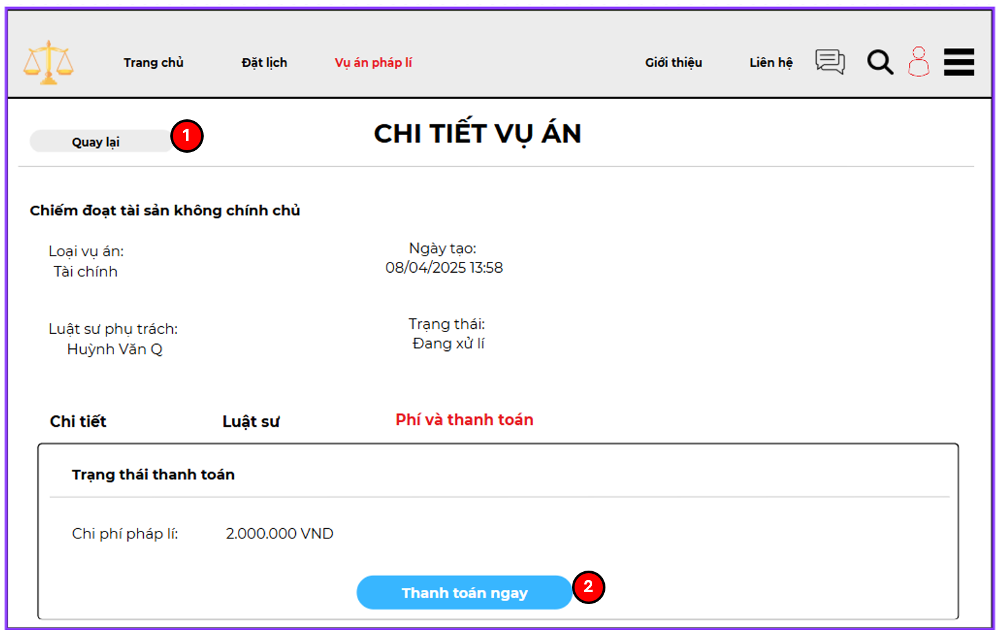 Trang chủ Đặt lịch Vụ án pháp lí Giới thiệu Liên hệ
Quay lại 1 CHI TIẾT VỤ ÁN
Chiếm đoạt tài sản không chính chủ
Loại vụ án: Ngày tạo:
Tài chính 08/04/2025 13:58
Luật sư phụ trách: Trạng thái:
Huỳnh Văn Q Đang xử lí
Chi tiết Luật sư Phí và thanh toán
Trạng thái thanh toán
Chi phí pháp lí: 2.000.000 VND
Thanh toán ngay 2